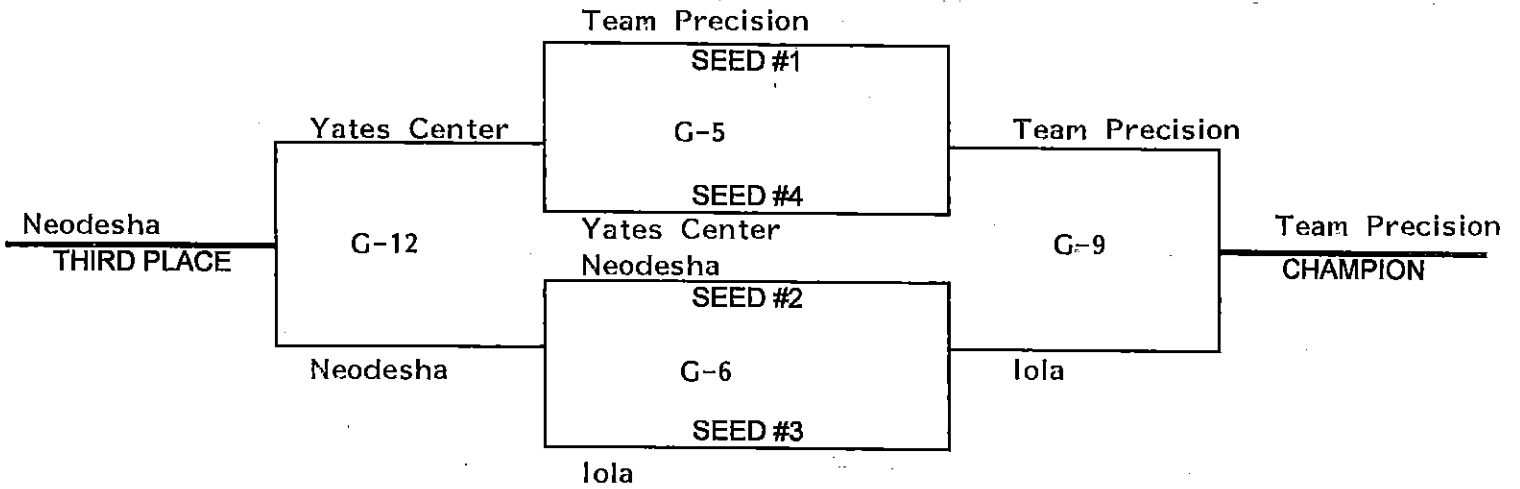 Team Precision
SEED #1
Yates Center
G-5
Team Precision
SEED #4
Neodesha
THIRD PLACE
G-12
Yates Center
Neodesha
G-9
Team Precision
CHAMPION
SEED #2
Neodesha
G-6
Iola
SEED #3
Iola